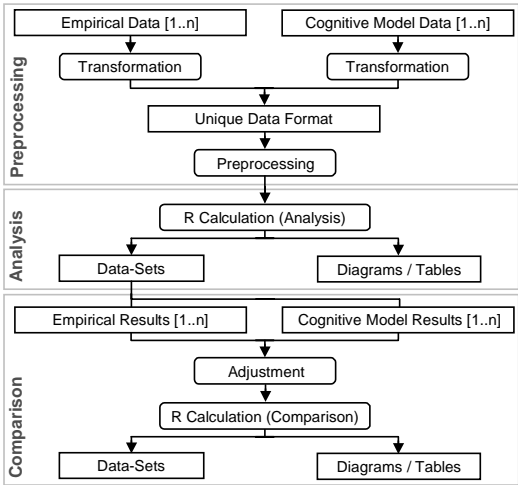 Preprocessing
Empirical Data [1..n]
Cognitive Model Data [1..n]
Transformation
Transformation
Unique Data Format
Preprocessing
Analysis
R Calculation (Analysis)
Data-Sets
Diagrams / Tables
Comparison
Empirical Results [1..n]
Cognitive Model Results [1..n]
Adjustment
R Calculation (Comparison)
Data-Sets
Diagrams / Tables